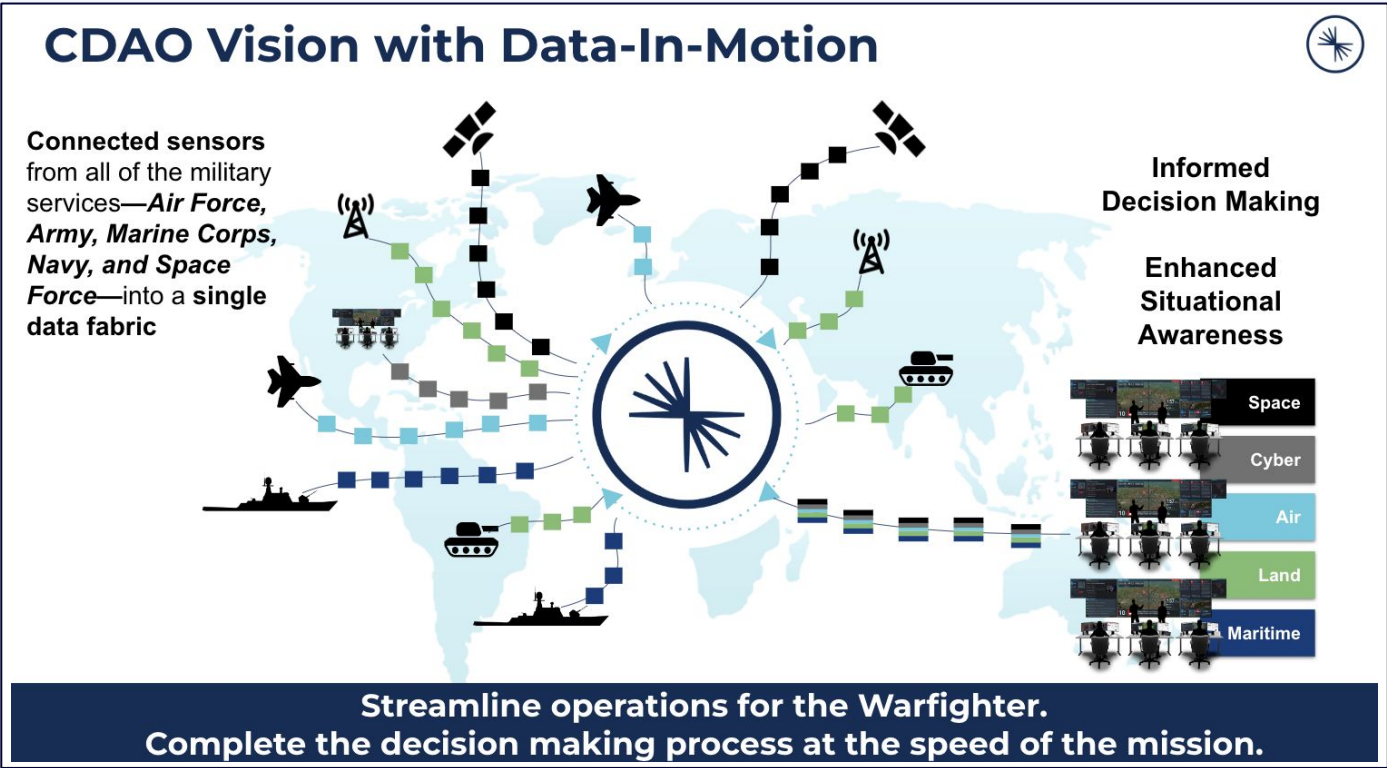 CDAO Vision with Data-In-Motion
Connected sensors
from all of the military
services—Air Force,
Army, Marine Corps,
Navy, and Space
Force—into a single
data fabric
Informed
Decision Making
Enhanced
Situational
Awareness
Space
Cyber
Air
Land
Maritime
Streamline operations for the Warfighter.
Complete the decision making process at the speed of the mission.